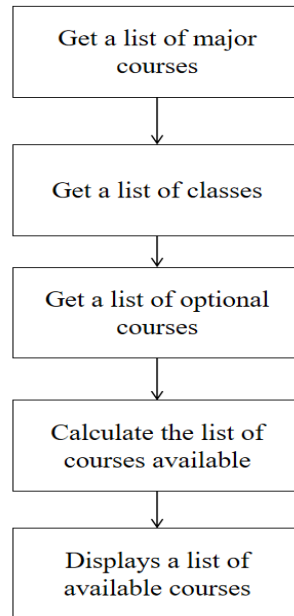 Get a list of major
courses
Get a list of classes
Get a list of optional
courses
Calculate the list of
courses available
Displays a list of
available courses